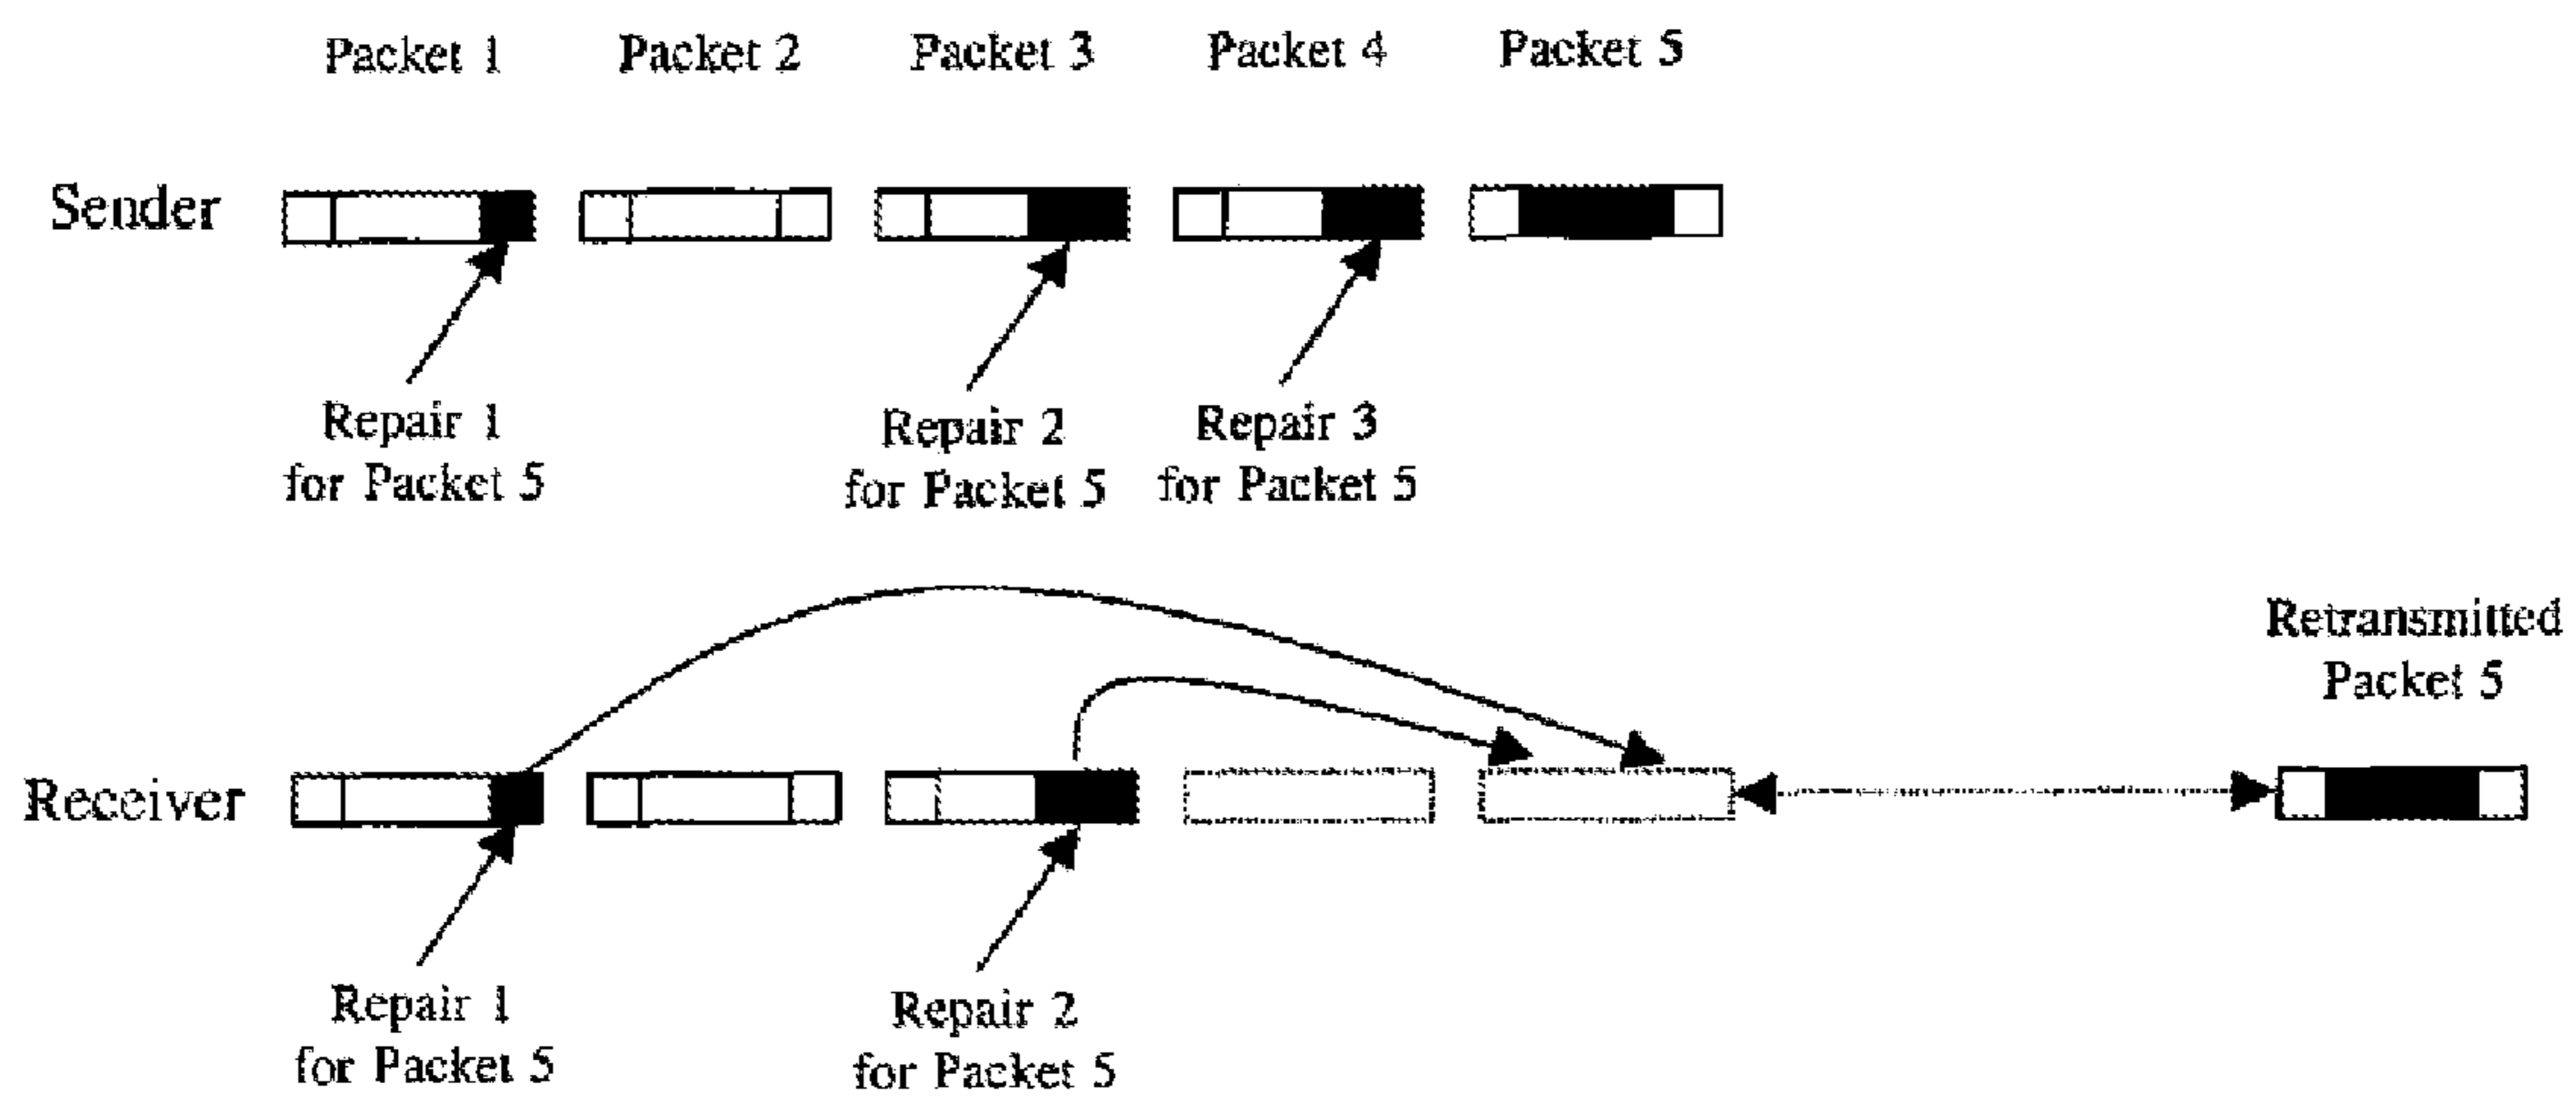 Packet 1 Packet 2 Packet 3 Packet 4 Packet 5
Sender
Repair 1
for Packet 5
Repair 2
for Packet 5
Repair 3
for Packet 5
Retransmitted
Packet 5
Receiver
Repair 1
for Packet 5
Repair 2
for Packet 5